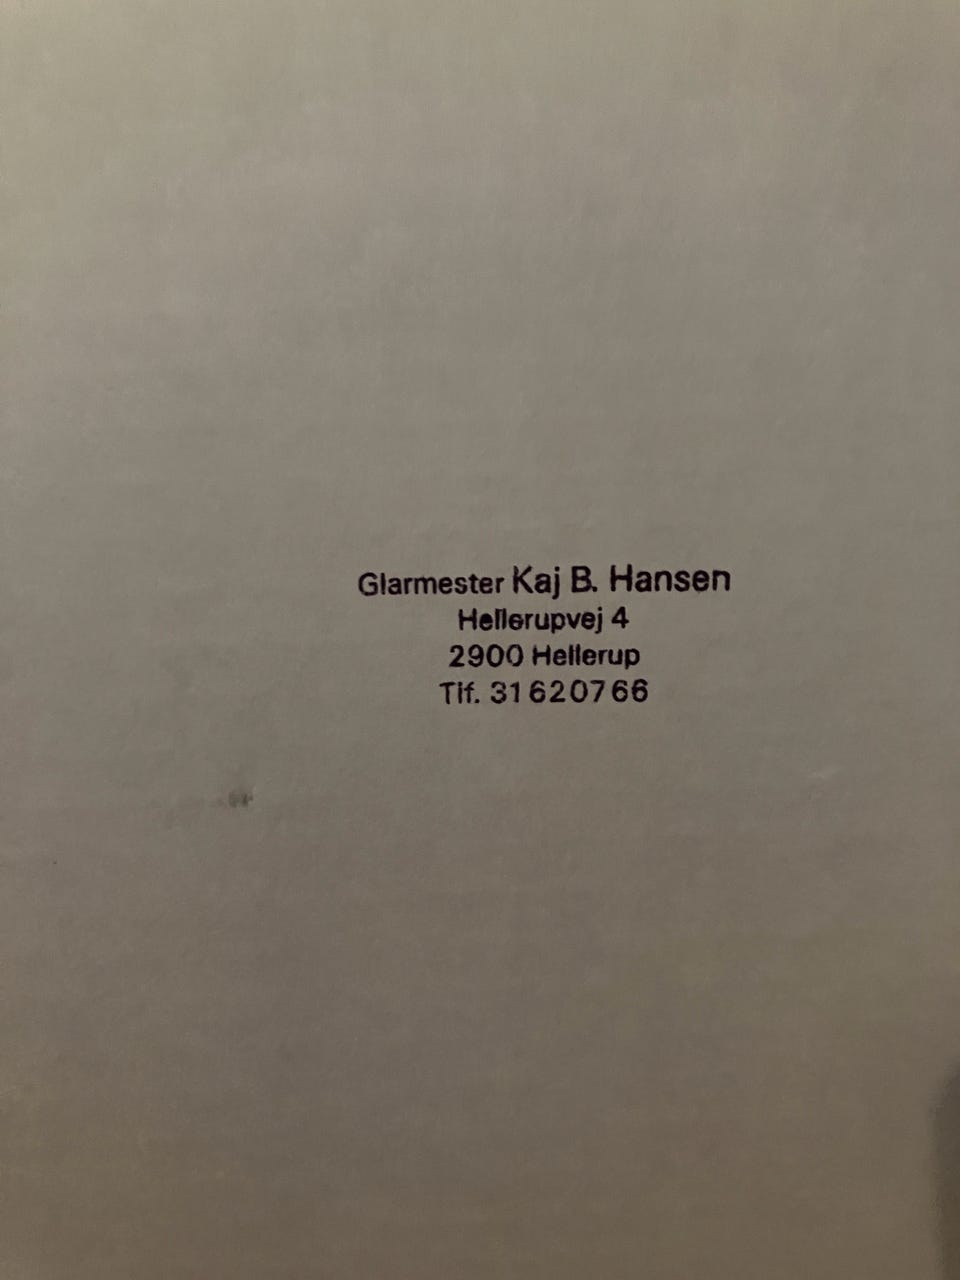 Glarmester Kaj B. Hansen
Hellerupvej 4
2900 Hellerup
Tlf. 31620766